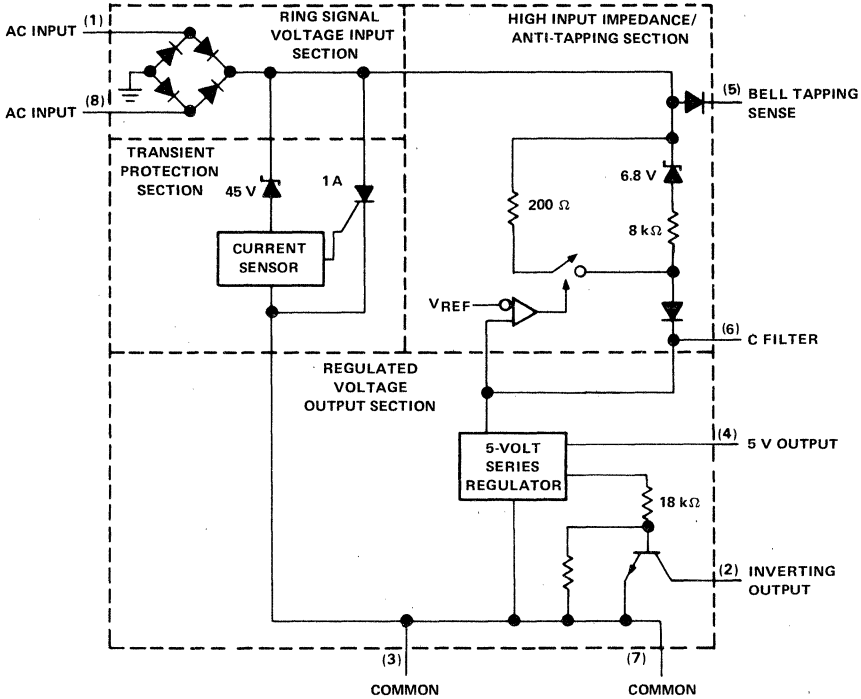 AC INPUT
(1)
RING SIGNAL
VOLTAGE INPUT
SECTION
HIGH INPUT IMPEDANCE/
ANTI-TAPPING SECTION
(8)
AC INPUT
(5)
BELL TAPPING
SENSE
TRANSIENT
PROTECTION
SECTION
45 V
1 A
6.8 V
200 Ω
8 kΩ
CURRENT
SENSOR
VREF
(6)
C FILTER
REGULATED
VOLTAGE
OUTPUT SECTION
(4)
5 V OUTPUT
5-VOLT
SERIES
REGULATOR
18 kΩ
(2)
INVERTING
OUTPUT
(3)
(7)
COMMON
COMMON